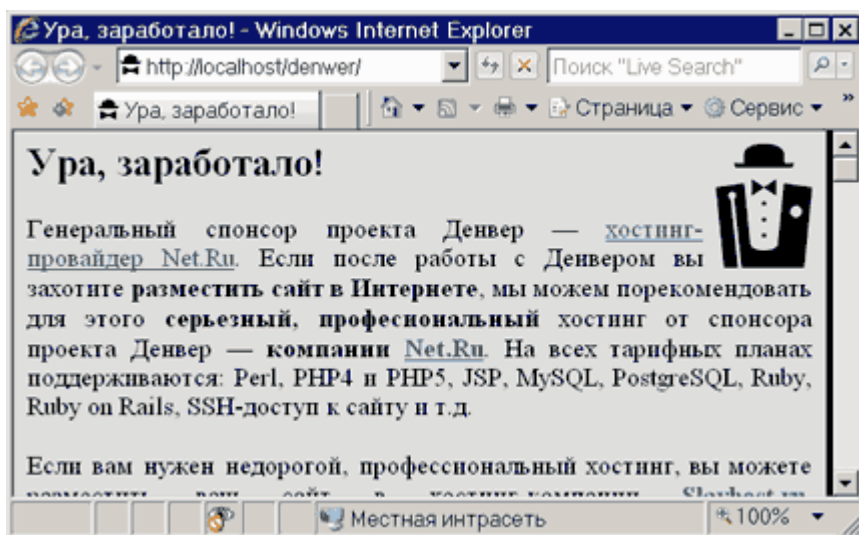 Ура, заработало! - Windows Internet Explorer
http://localhost/denwer/
Поиск "Live Search"
Ура, заработало!
Страница
Сервис
»
Ура, заработало!
Генеральный спонсор проекта Денвер — хостинг-
провайдер Net.Ru. Если после работы с Денвером вы
захотите разместить сайт в Интернете, мы можем порекомендовать
для этого серьезный, професиональный хостинг от спонсора
проекта Денвер — компании Net.Ru. На всех тарифных планах
поддерживаются: Perl, PHP4 и PHP5, JSP, MySQL, PostgreSQL, Ruby,
Ruby on Rails, SSH-доступ к сайту и т.д.
Если вам нужен недорогой, профессиональный хостинг, вы можете
Местная интрасеть
100%